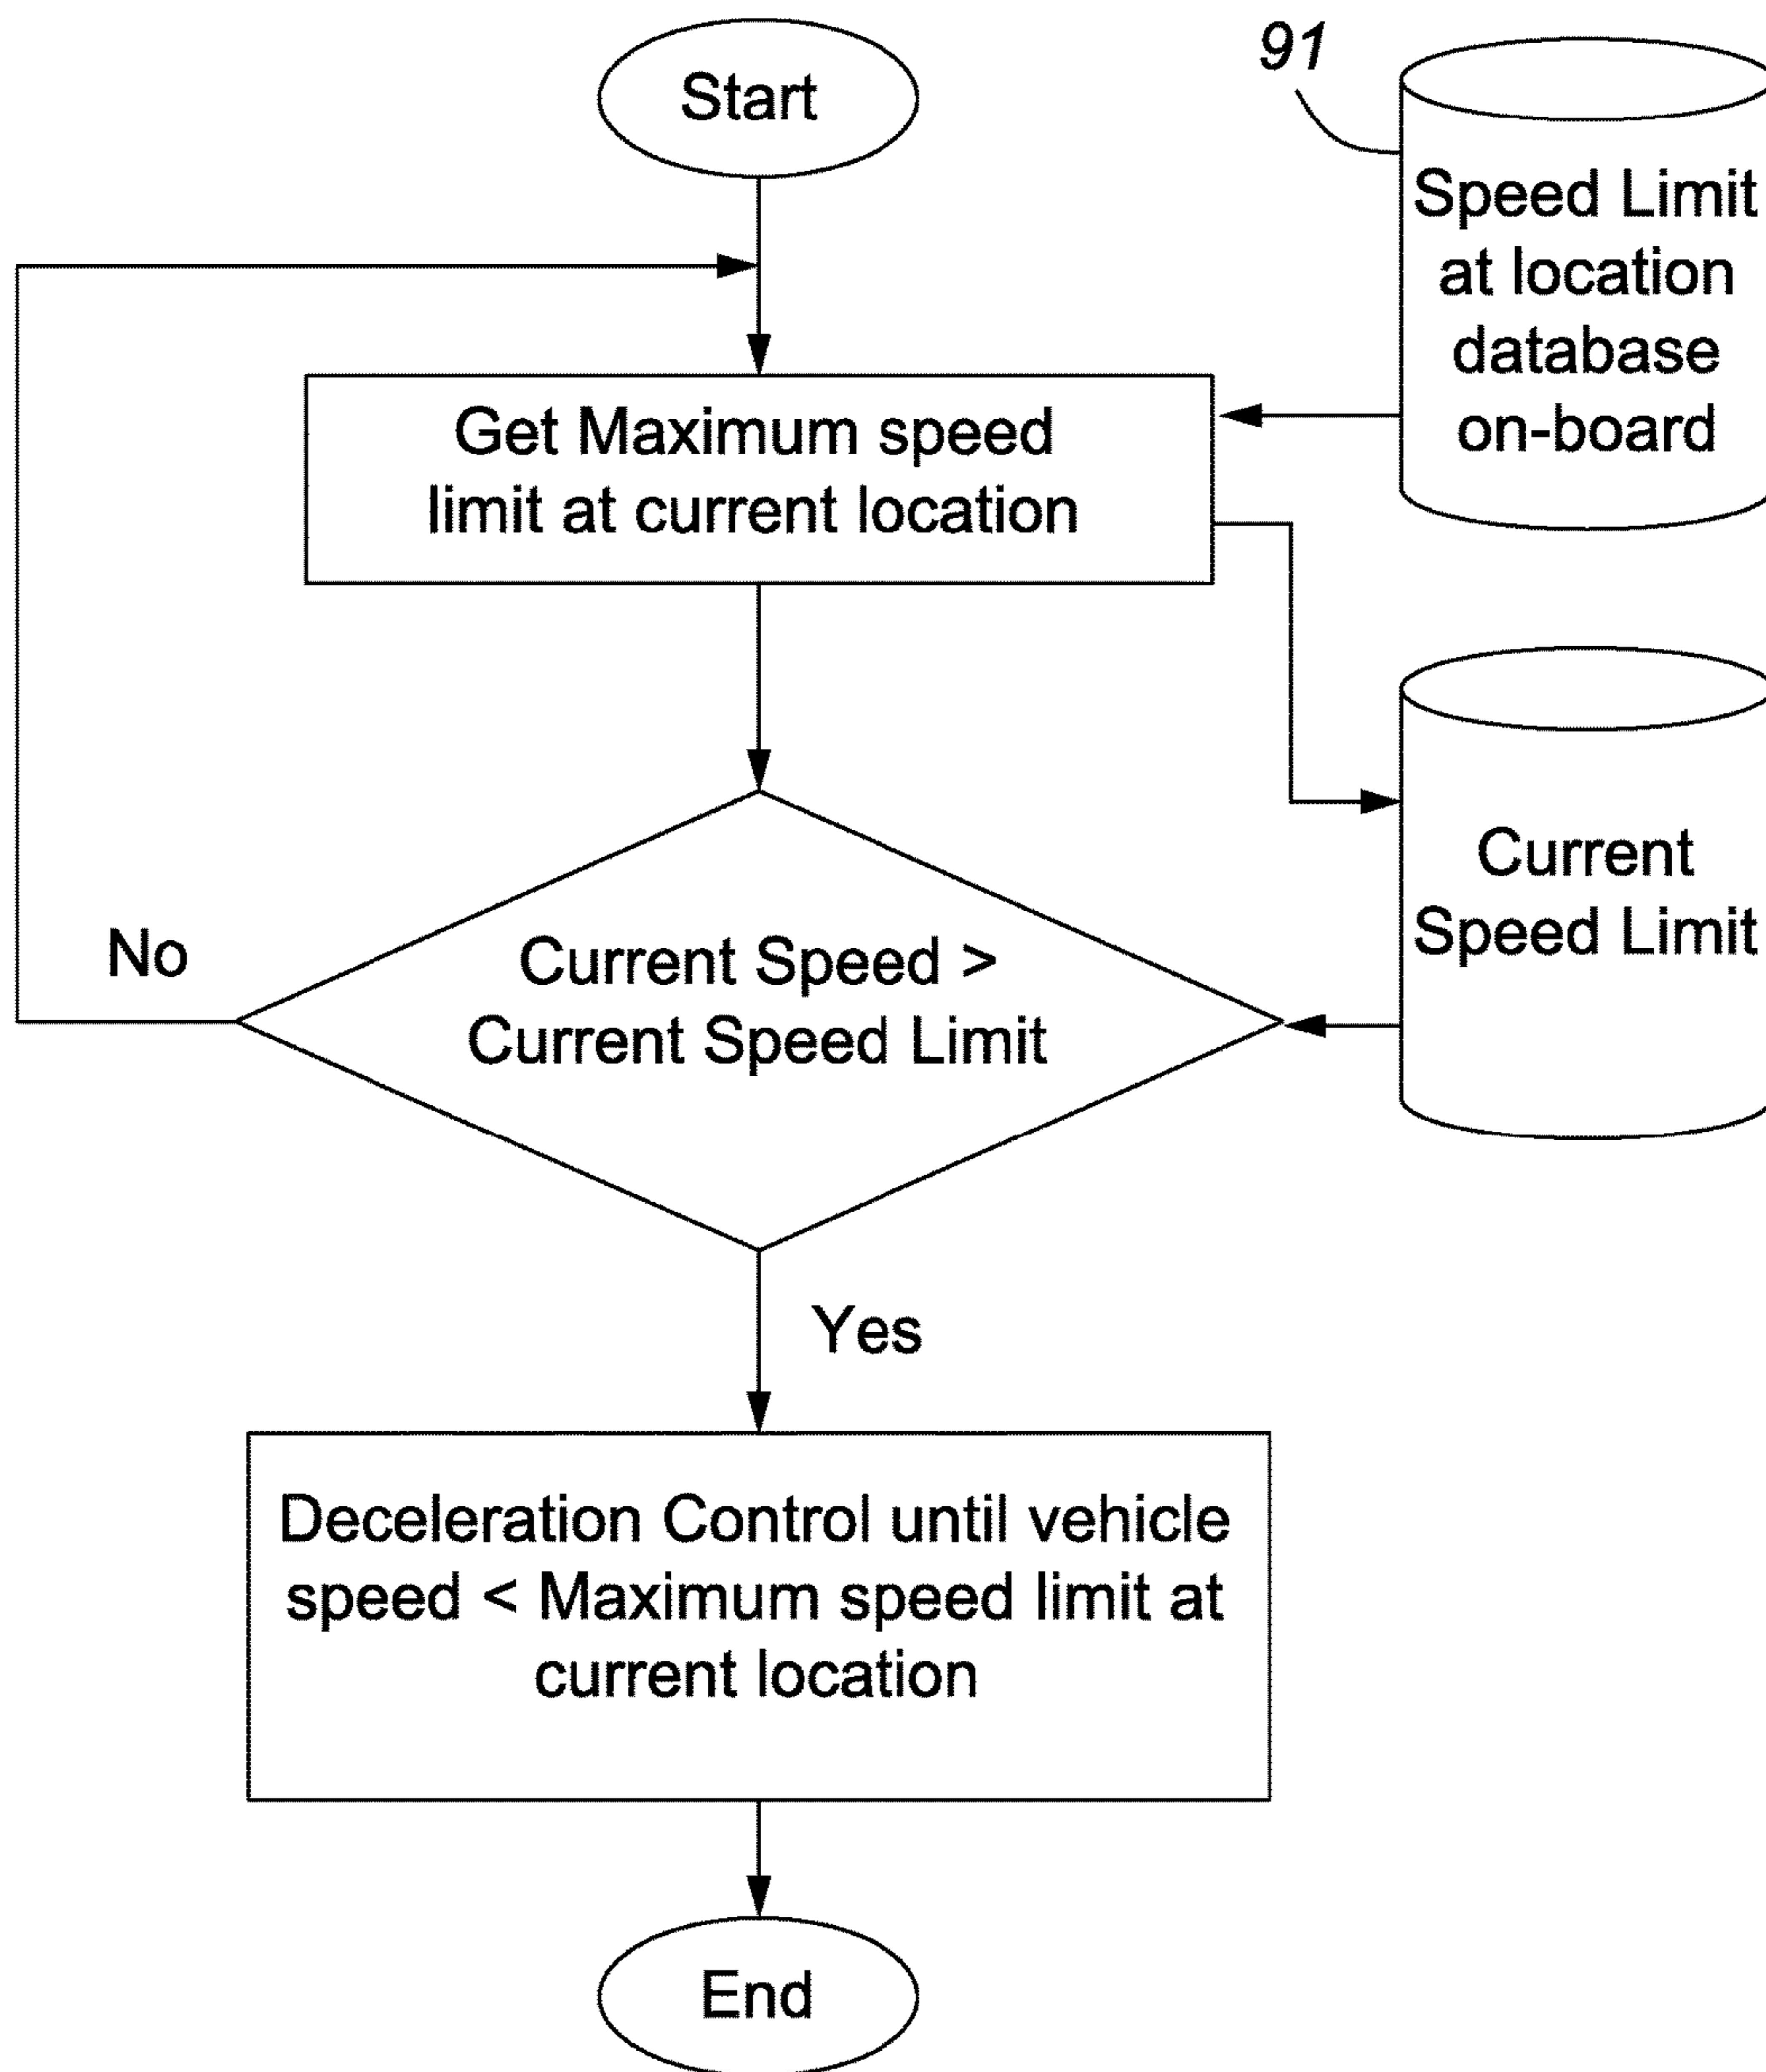 Start
91
Speed Limit
at location
database
on-board
Get Maximum speed
limit at current location
Current
Speed Limit
No
Current Speed >
Current Speed Limit
Yes
Deceleration Control until vehicle
speed < Maximum speed limit at
current location
End